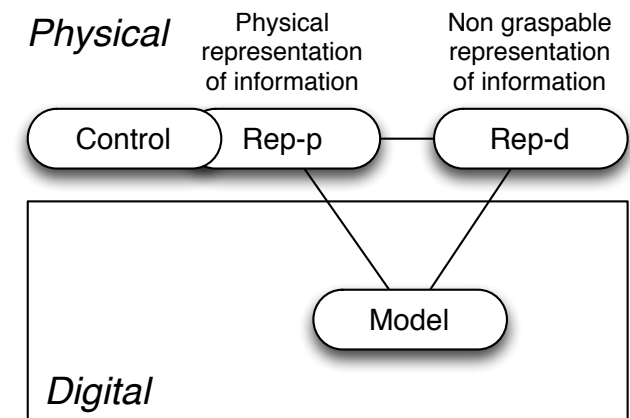 Physical
Physical
representation
of information
Non graspable
representation
of information
Control
Rep-p
Rep-d
Model
Digital